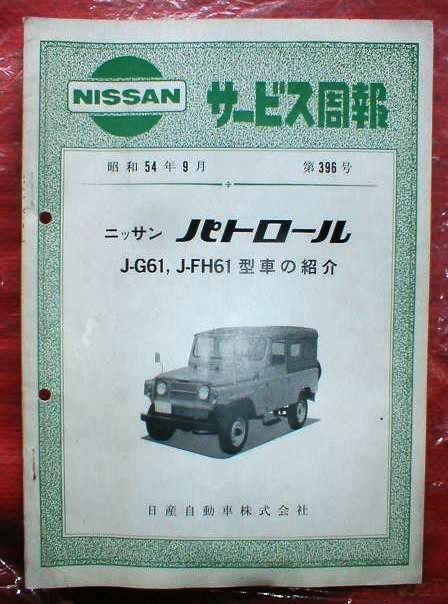 NISSAN サービス周報
昭和54年9月 第396号
ニッサン パトロール
J-G61, J-FH61 型車の紹介
日産自動車株式会社